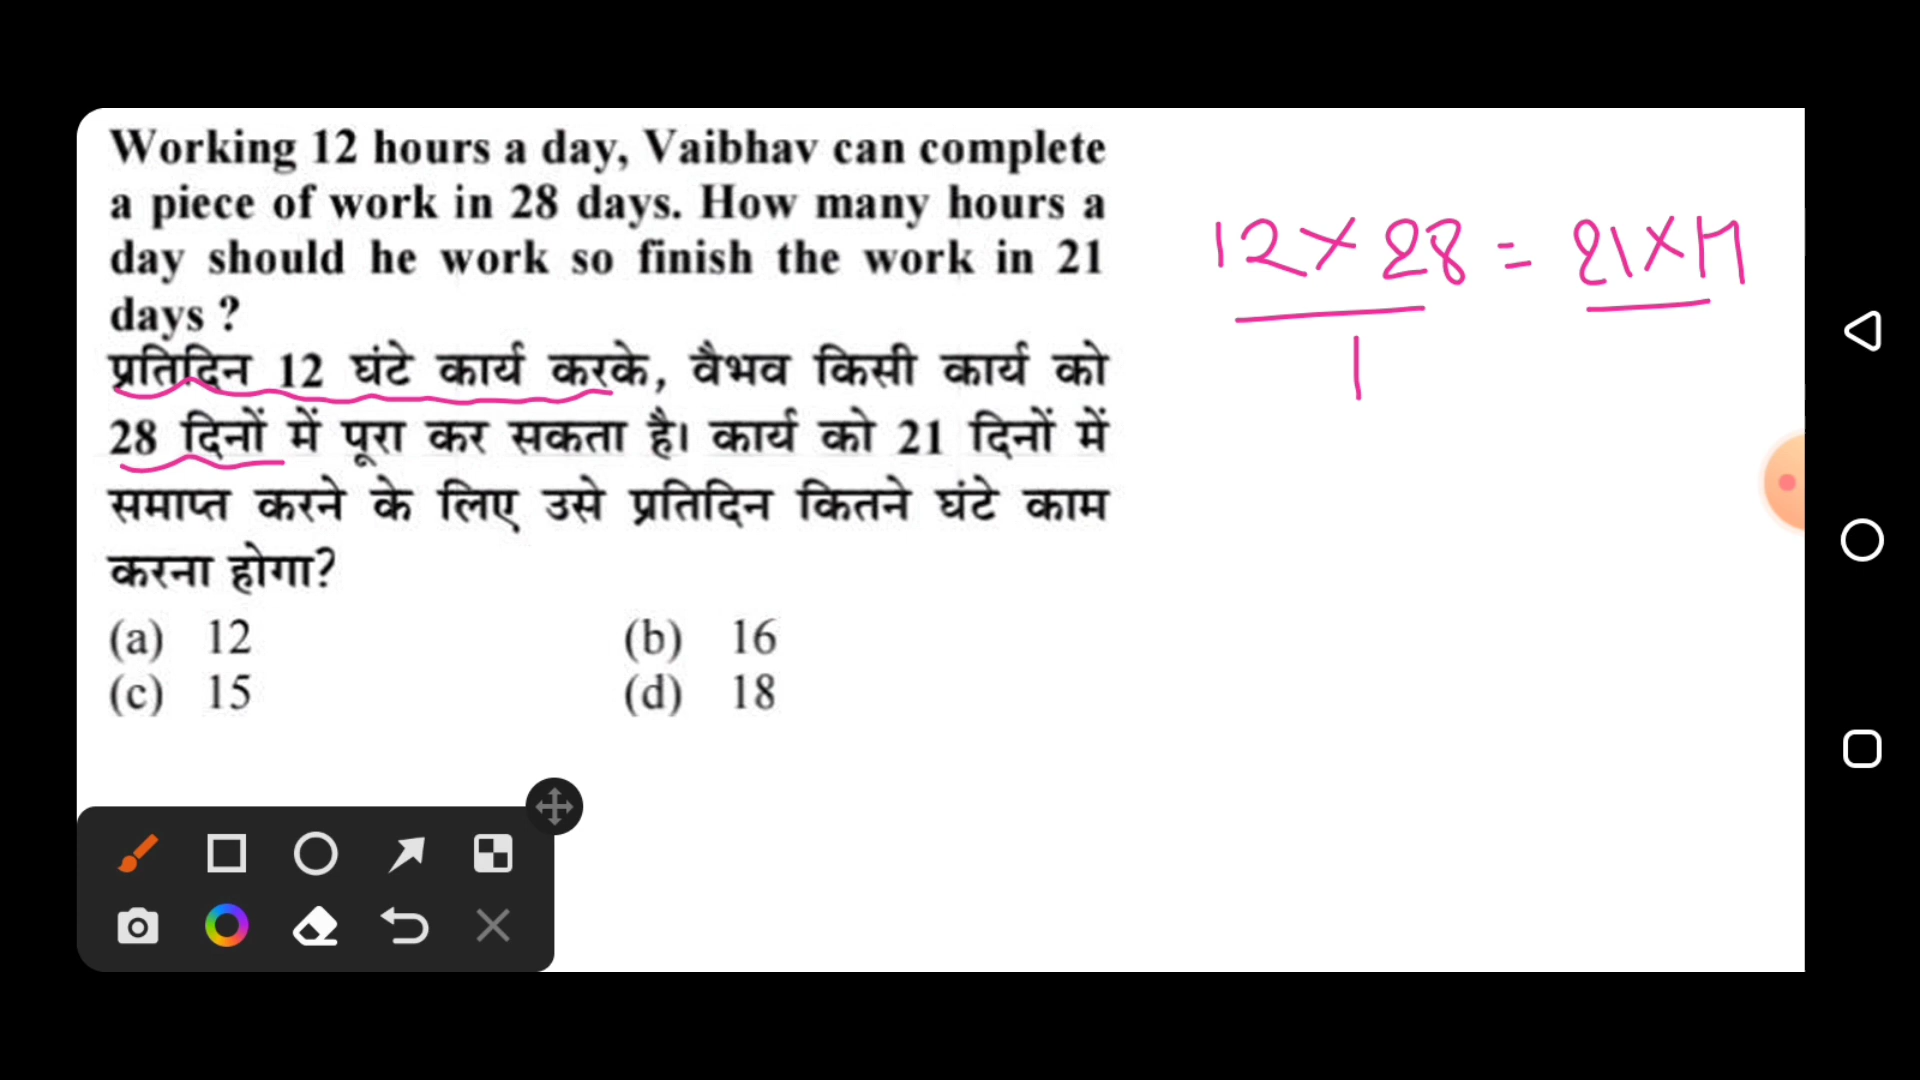 Working 12 hours a day, Vaibhav can complete
a piece of work in 28 days. How many hours a
day should he work so finish the work in 21
days ?
प्रतिदिन 12 घंटे कार्य करके, वैभव किसी कार्य को
28 दिनों में पूरा कर सकता है। कार्य को 21 दिनों में
समाप्त करने के लिए उसे प्रतिदिन कितने घंटे काम
करना होगा?
(a) 12 (b) 16
(c) 15 (d) 18
12 × 28 = 21 × H
1